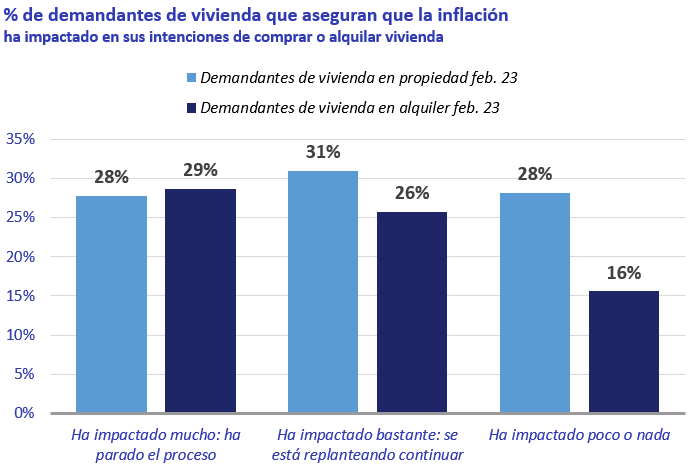 % de demandantes de vivienda que aseguran que la inflación
ha impactado en sus intenciones de comprar o alquilar vivienda
Demandantes de vivienda en propiedad feb. 23
Demandantes de vivienda en alquiler feb. 23
35%
30%
25%
20%
15%
10%
5%
0%
28%
29%
31%
26%
28%
16%
Ha impactado mucho: ha
parado el proceso
Ha impactado bastante: se
está replanteando continuar
Ha impactado poco o nada